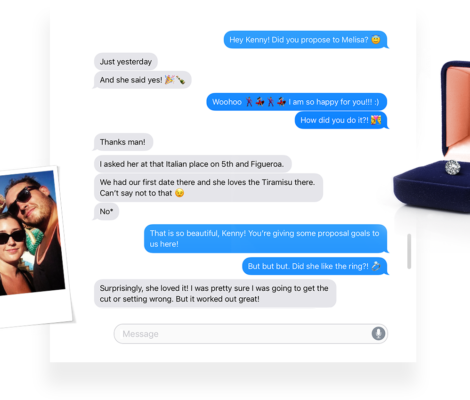 Hey Kenny! Did you propose to Melisa? 😊
Just yesterday
And she said yes! 🎉🍾
Woohoo 🕺💃🕺💃 I am so happy for you!!! :)
How did you do it?! 💐
Thanks man!
I asked her at that Italian place on 5th and Figueroa.
We had our first date there and she loves the Tiramisu there.
Can't say not to that 😉
No*
That is so beautiful, Kenny! You're giving some proposal goals to
us here!
But but but. Did she like the ring?! 💍
Surprisingly, she loved it! I was pretty sure I was going to get the
cut or setting wrong. But it worked out great!
Message